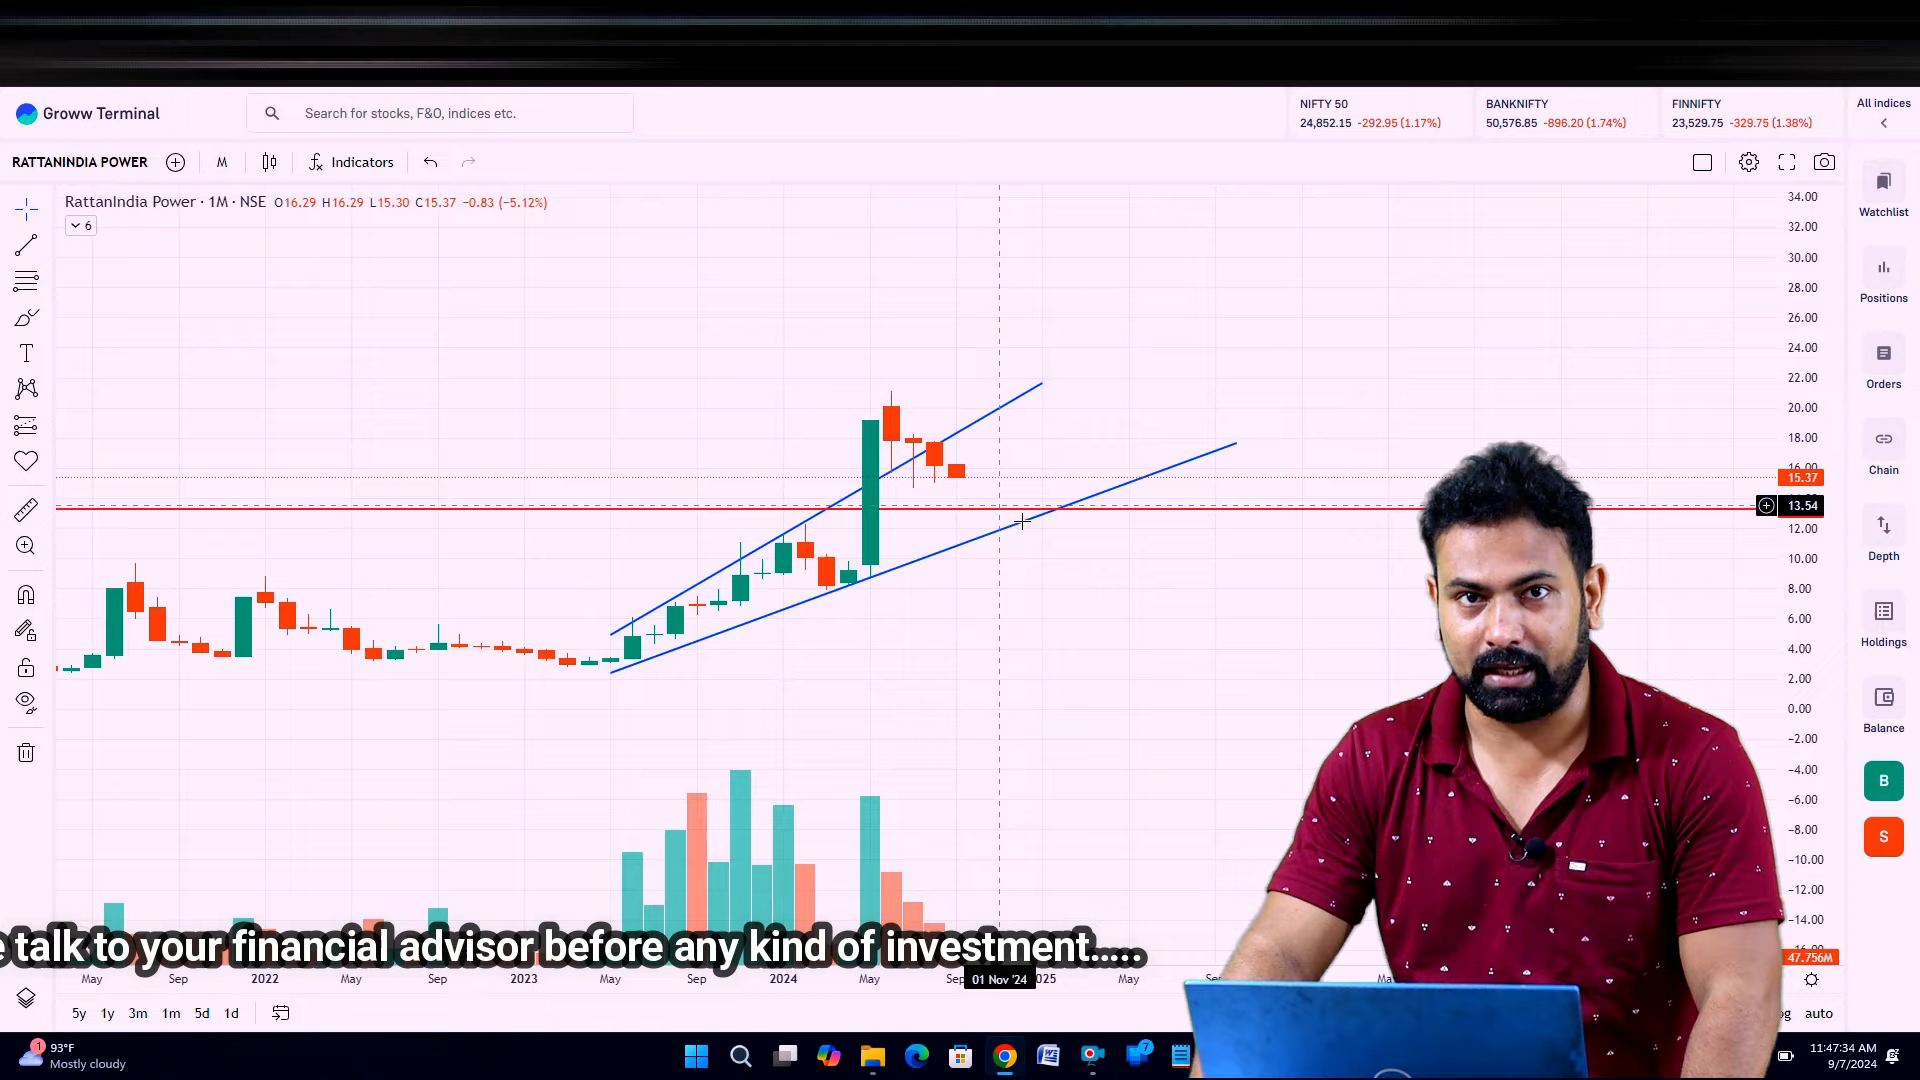 Groww Terminal
Search for stocks, F&O, indices etc.
NIFTY 50
24,852.15 -292.95 (1.17%)
BANKNIFTY
50,576.85 -896.20 (1.74%)
FINNIFTY
23,529.75 -329.75 (1.38%)
All indices
RATTANINDIA POWER
M
Indicators
RattanIndia Power · 1M · NSE O16.29 H16.29 L15.30 C15.37 −0.83 (−5.12%)
6
34.00
32.00
30.00
28.00
26.00
24.00
22.00
20.00
18.00
16.00
15.37
13.54
12.00
10.00
8.00
6.00
4.00
2.00
0.00
−2.00
−4.00
−6.00
−8.00
−10.00
−12.00
−14.00
−16.00
47.756M
Watchlist
Positions
Orders
Chain
Depth
Holdings
Balance
B
S
talk to your financial advisor before any kind of investment.....
May
Sep
2022
May
Sep
2023
May
Sep
2024
May
Sep
01 Nov '24
May
5y
1y
3m
1m
5d
1d
auto
1
93°F
Mostly cloudy
7
11:47:34 AM
9/7/2024